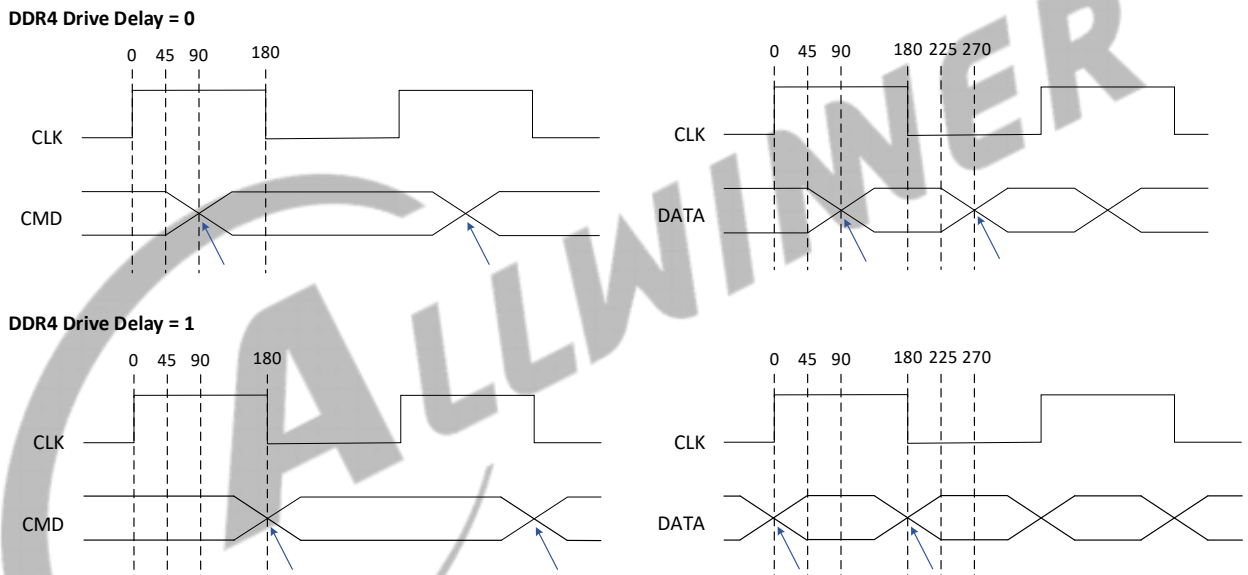 DDR4 Drive Delay = 0
0 45 90 180
CLK
CMD
0 45 90 180 225 270
CLK
DATA
DDR4 Drive Delay = 1
0 45 90 180
CLK
CMD
0 45 90 180 225 270
CLK
DATA
ALLWINNER